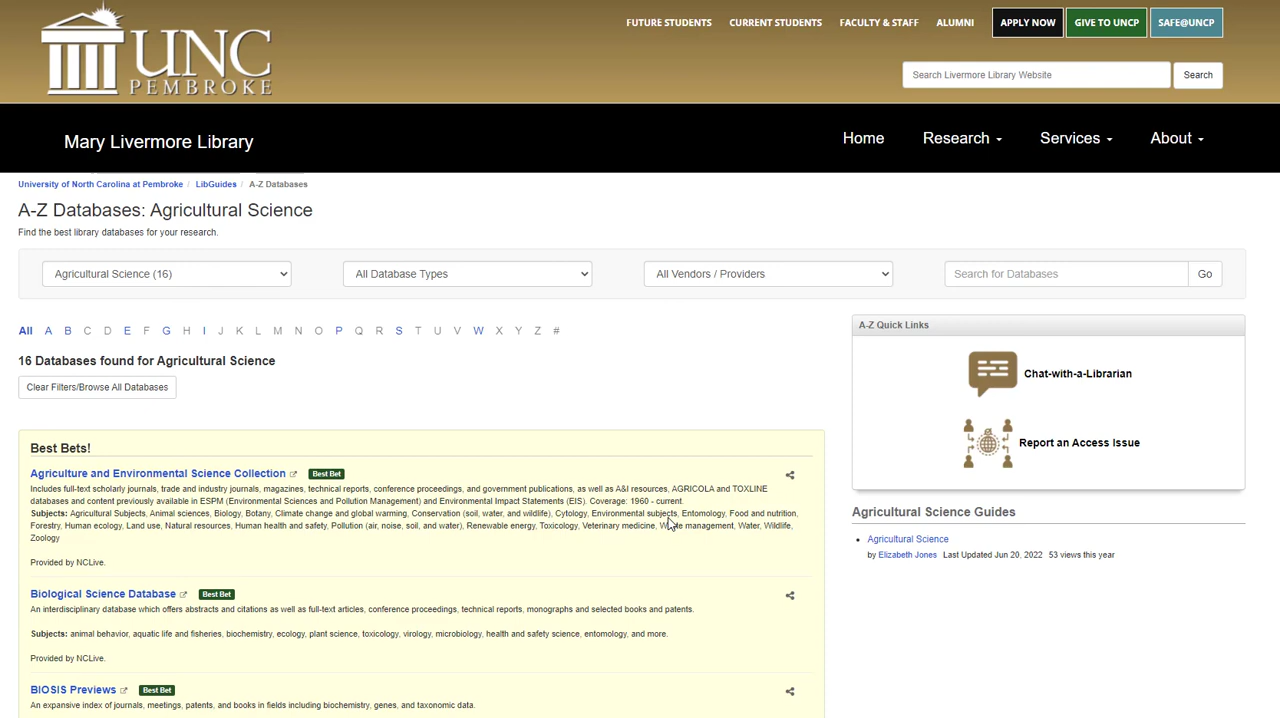 UNC
PEMBROKE
FUTURE STUDENTS CURRENT STUDENTS FACULTY & STAFF ALUMNI APPLY NOW GIVE TO UNCP SAFE@UNCP
Search Livermore Library Website Search
Mary Livermore Library
Home Research Services About
University of North Carolina at Pembroke / LibGuides / A-Z Databases
A-Z Databases: Agricultural Science
Find the best library databases for your research.
Agricultural Science (16) All Database Types All Vendors / Providers Search for Databases Go
All A B C D E F G H I J K L M N O P Q R S T U V W X Y Z #
16 Databases found for Agricultural Science
Clear Filters/Browse All Databases
Best Bets!
Agriculture and Environmental Science Collection Best Bet
Includes full-text scholarly journals, trade and industry journals, magazines, technical reports, conference proceedings, and government publications, as well as A&I resources, AGRICOLA and TOXLINE
databases and content previously available in ESPM (Environmental Sciences and Pollution Management) and Environmental Impact Statements (EIS). Coverage: 1960 - current.
Subjects: Agricultural Subjects, Animal sciences, Biology, Botany, Climate change and global warming, Conservation (soil, water, and wildlife), Cytology, Environmental subjects, Entomology, Food and nutrition,
Forestry, Human ecology, Land use, Natural resources, Human health and safety, Pollution (air, noise, soil, and water), Renewable energy, Toxicology, Veterinary medicine, Waste management, Water, Wildlife,
Zoology
Provided by NCLive.
Biological Science Database Best Bet
An interdisciplinary database which offers abstracts and citations as well as full-text articles, conference proceedings, technical reports, monographs and selected books and patents.
Subjects: animal behavior, aquatic life and fisheries, biochemistry, ecology, plant science, toxicology, virology, microbiology, health and safety science, entomology, and more.
Provided by NCLive.
BIOSIS Previews Best Bet
An expansive index of journals, meetings, patents, and books in fields including biochemistry, genes, and taxonomic data.
A-Z Quick Links
Chat-with-a-Librarian
Report an Access Issue
Agricultural Science Guides
Agricultural Science
by Elizabeth Jones Last Updated Jun 20, 2022 53 views this year